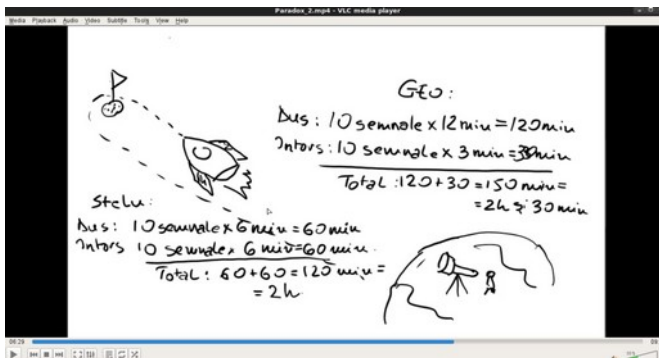 Paradox_2.mp4 - VLC media player
Media Playback Audio Video Subtitle Tools View Help
GEO:
Dus: 10 semnale x 12 min = 120 min
Intors: 10 semnale x 3 min = 30 min
Total: 120 + 30 = 150 min =
= 2h și 30 min
Stelu:
Dus: 10 semnale x 6 min = 60 min
Intors 10 semnale x 6 min = 60 min.
Total: 60 + 60 = 120 min =
= 2h
06:28